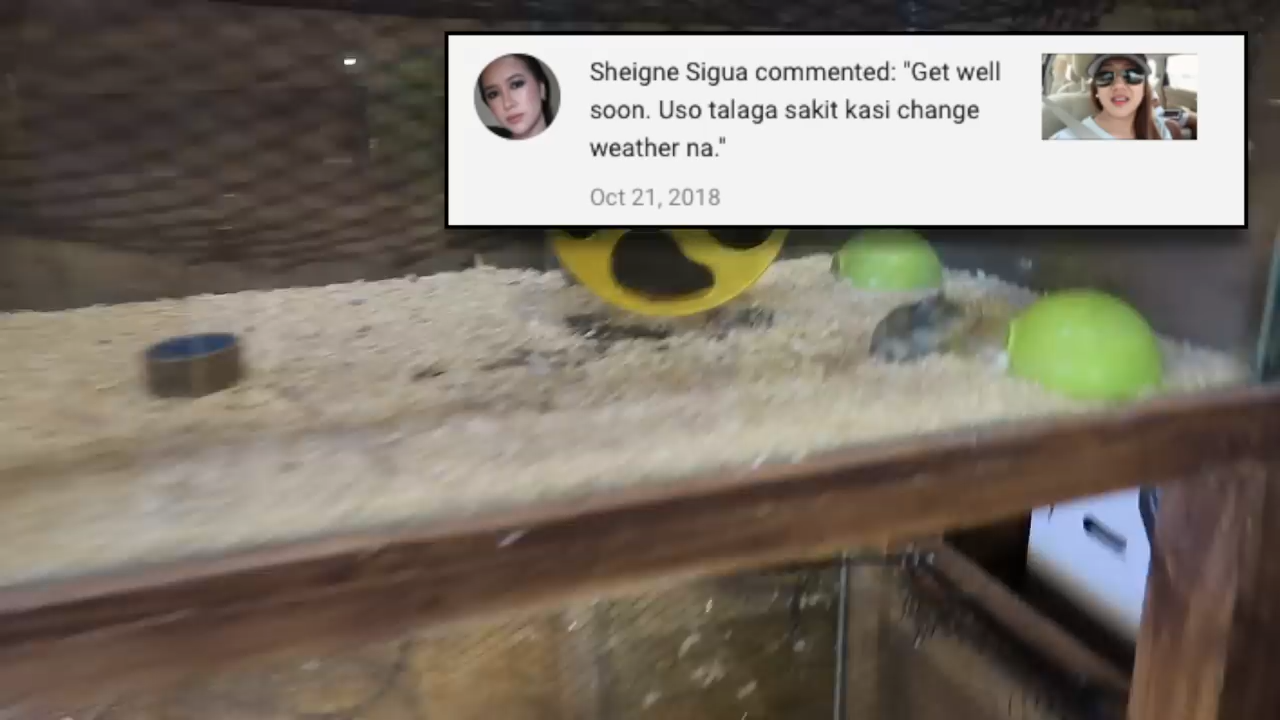 Sheigne Sigua commented: "Get well
soon. Uso talaga sakit kasi change
weather na."
Oct 21, 2018